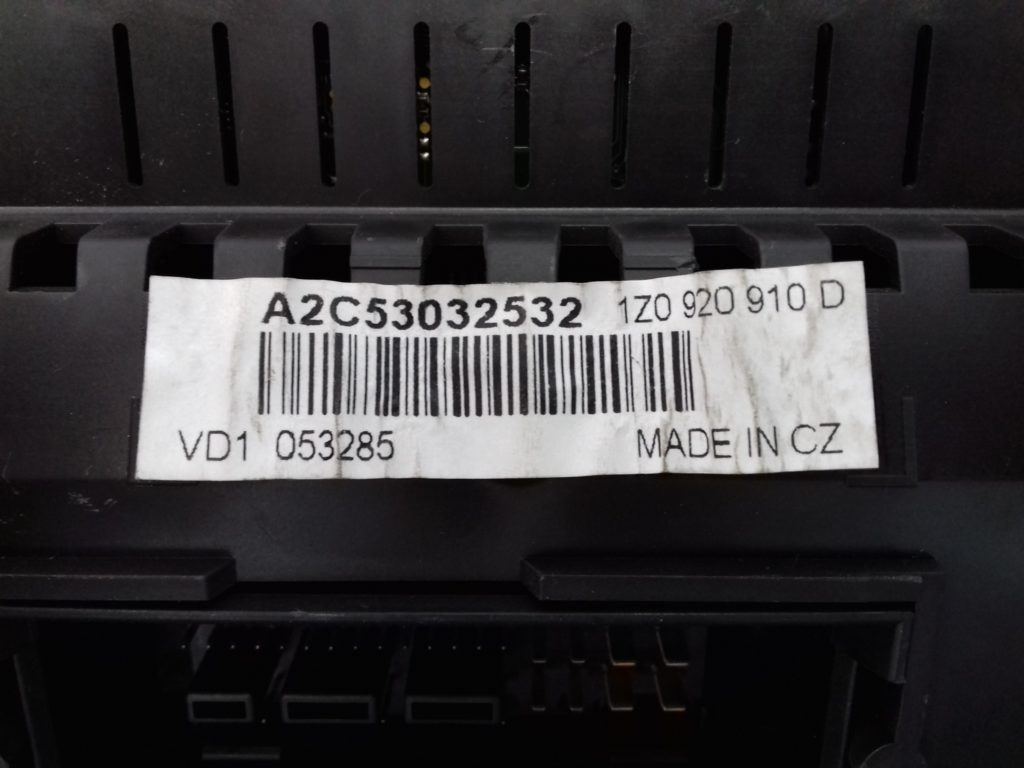 A2C53032532 1Z0 920 910 D
VD1 053285 MADE IN CZ